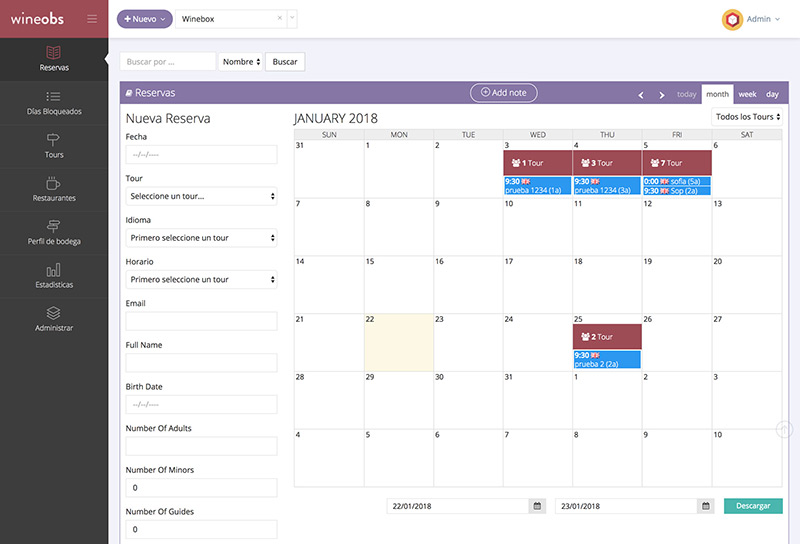 wineobs
+ Nuevo
Winebox
Admin
Reservas
Días Bloqueados
Tours
Restaurantes
Perfil de bodega
Estadísticas
Administrar
Buscar por ...
Nombre
Buscar
Reservas
Add note
today
month
week
day
Nueva Reserva
Fecha
--/--/----
Tour
Seleccione un tour...
Idioma
Primero seleccione un tour
Horario
Primero seleccione un tour
Email
Full Name
Birth Date
--/--/----
Number Of Adults
Number Of Minors
0
Number Of Guides
0
JANUARY 2018
Todos los Tours
SUN MON TUE WED THU FRI SAT
31 1 2 3 4 5 6
1 Tour 3 Tour 7 Tour
9:30 9:30 0:00 sofia (5a)
prueba 1234 (1a) prueba 1234 (3a) 9:30 Sop (2a)
7 8 9 10 11 12 13
14 15 16 17 18 19 20
21 22 23 24 25 26 27
2 Tour
9:30
prueba 2 (2a)
28 29 30 31 1 2 3
4 5 6 7 8 9 10
22/01/2018
23/01/2018
Descargar